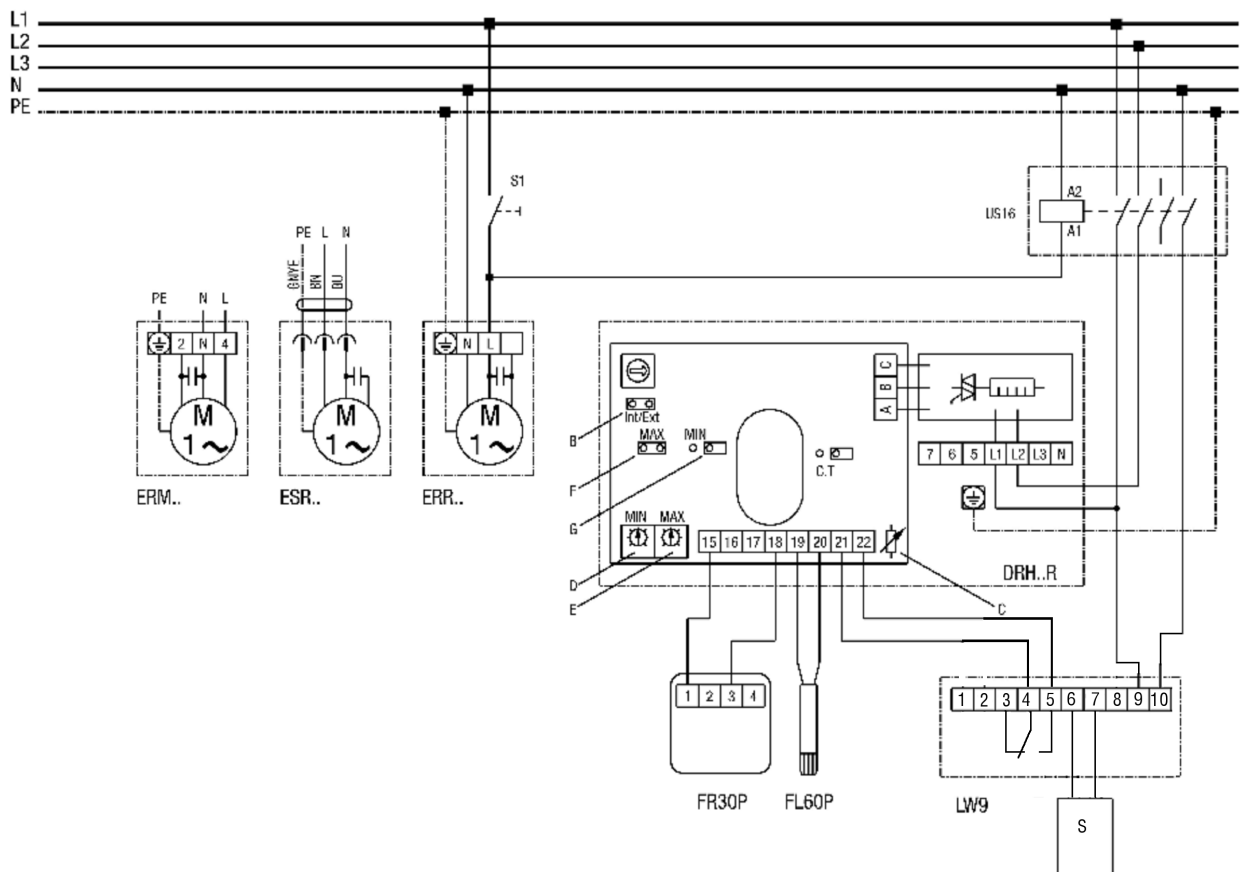 L1
L2
L3
N
PE
S1
US16
A2
A1
PE L N
GNYE
BN
BU
PE N L
2 N 4
N L
M
1
M
1
M
1
ERM..
ESR..
ERR..
Int/Ext
MAX MIN
C.T
C
B
A
7 6 5 L1 L2 L3 N
B
F
G
MIN MAX
D
E
15 16 17 18 19 20 21 22
DRH..R
C
1 2 3 4
FR30P
FL60P
1 2 3 4 5 6 7 8 9 10
LW9
S